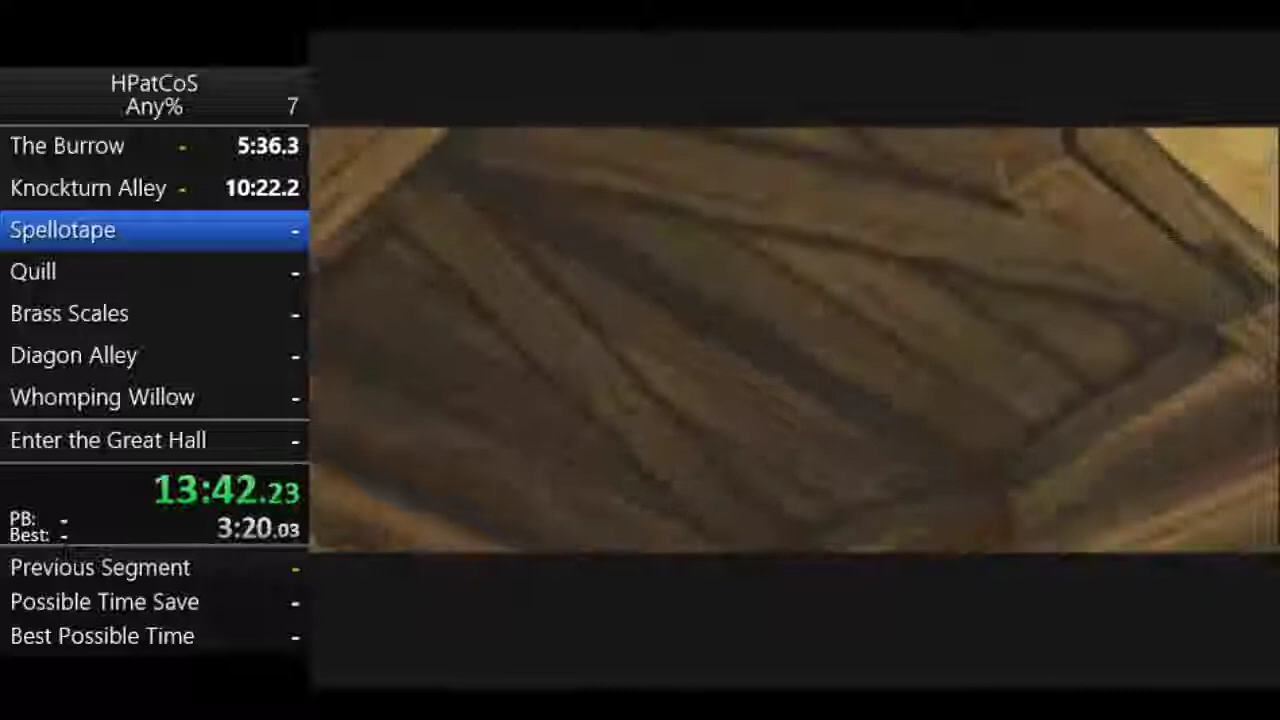 HPatCoS
Any% 7
The Burrow - 5:36.3
Knockturn Alley - 10:22.2
Spellotape -
Quill -
Brass Scales -
Diagon Alley -
Whomping Willow -
Enter the Great Hall -
13:42.23
PB: -
Best: - 3:20.03
Previous Segment -
Possible Time Save -
Best Possible Time -